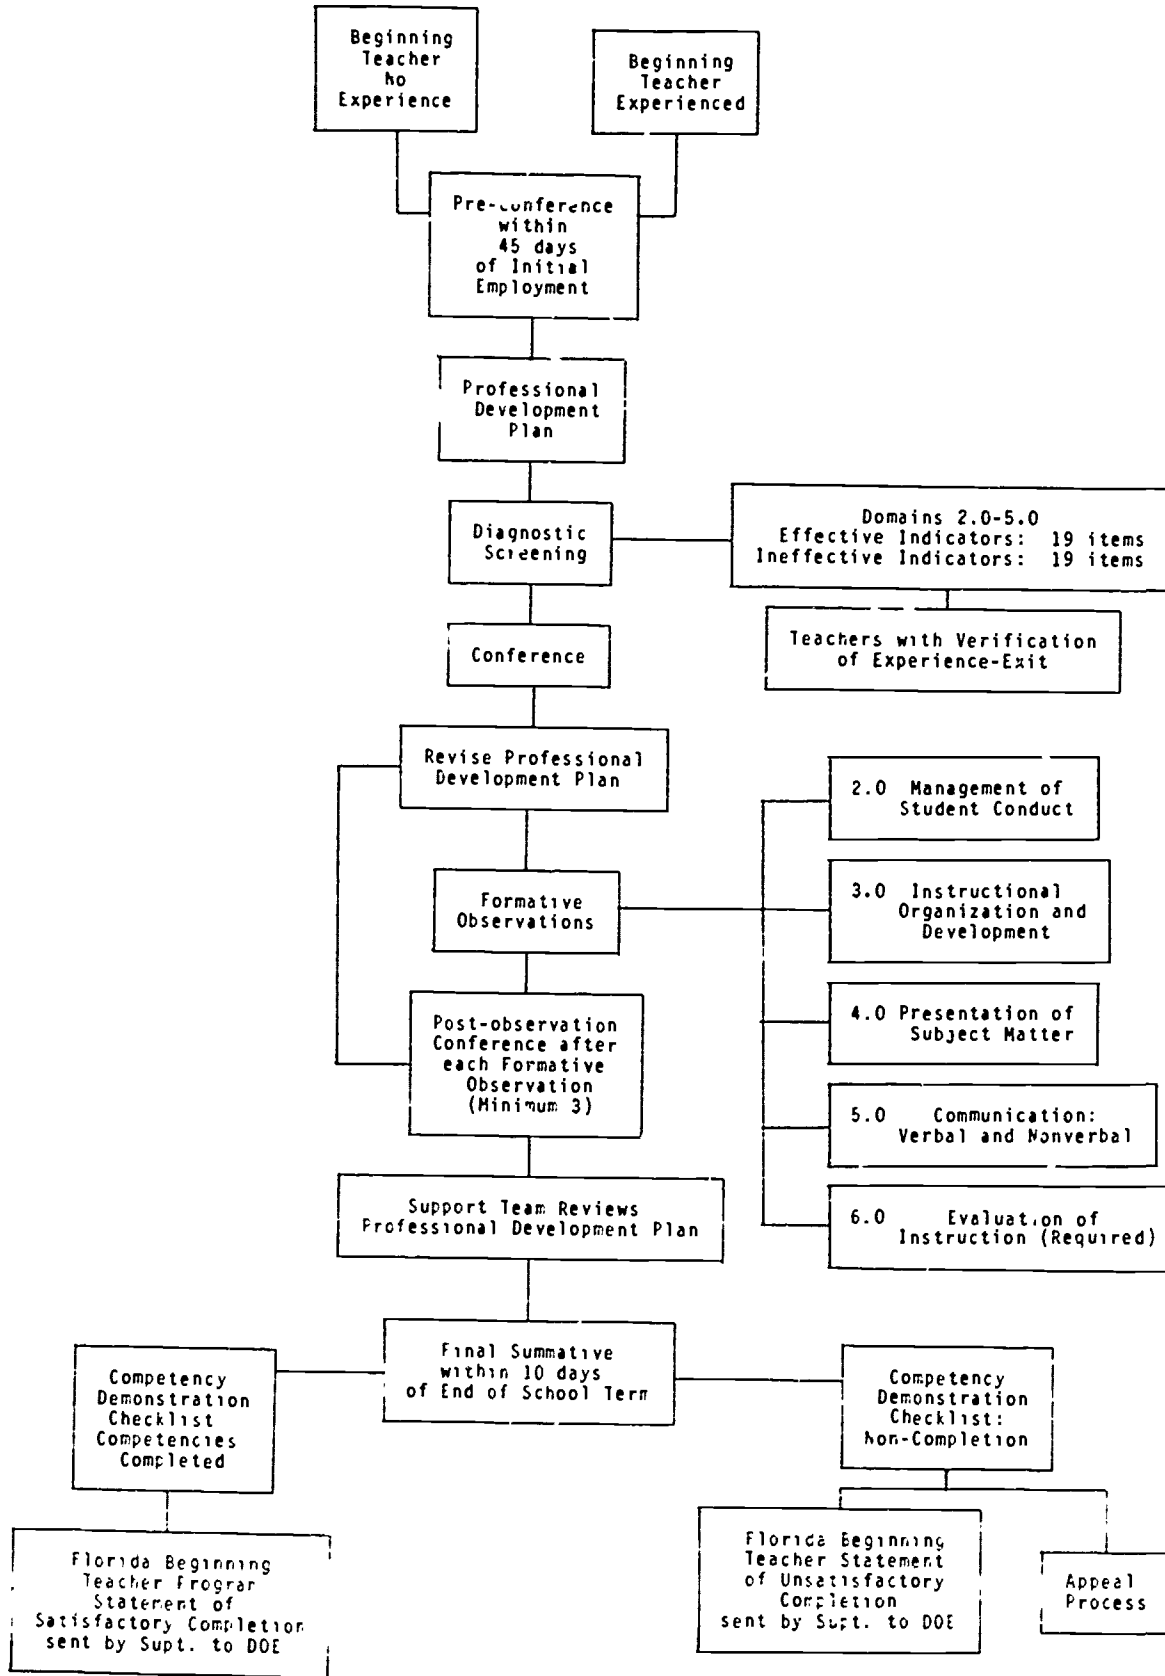 Beginning
Teacher
No
Experience
Beginning
Teacher
Experienced
Pre-conference
within
45 days
of Initial
Employment
Professional
Development
Plan
Diagnostic
Screening
Domains 2.0-5.0
Effective Indicators: 19 items
Ineffective Indicators: 19 items
Teachers with Verification
of Experience-Exit
Conference
Revise Professional
Development Plan
2.0 Management of
Student Conduct
Formative
Observations
3.0 Instructional
Organization and
Development
Post-observation
Conference after
each Formative
Observation
(Minimum 3)
4.0 Presentation of
Subject Matter
5.0 Communication:
Verbal and Nonverbal
Support Team Reviews
Professional Development Plan
6.0 Evaluation of
Instruction (Required)
Final Summative
within 10 days
of End of School Term
Competency
Demonstration
Checklist
Competencies
Completed
Competency
Demonstration
Checklist:
Non-Completion
Florida Beginning
Teacher Program
Statement of
Satisfactory Completion
sent by Supt. to DOE
Florida Beginning
Teacher Statement
of Unsatisfactory
Completion
sent by Supt. to DOE
Appeal
Process